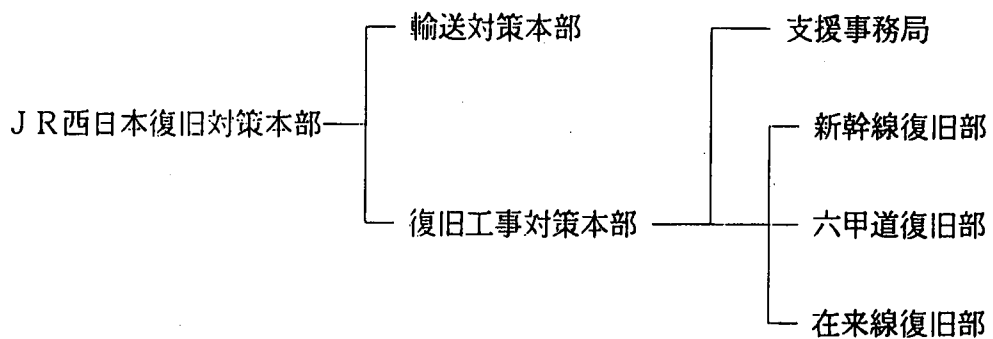 輸送対策本部
支援事務局
ＪＲ西日本復旧対策本部
新幹線復旧部
復旧工事対策本部
六甲道復旧部
在来線復旧部